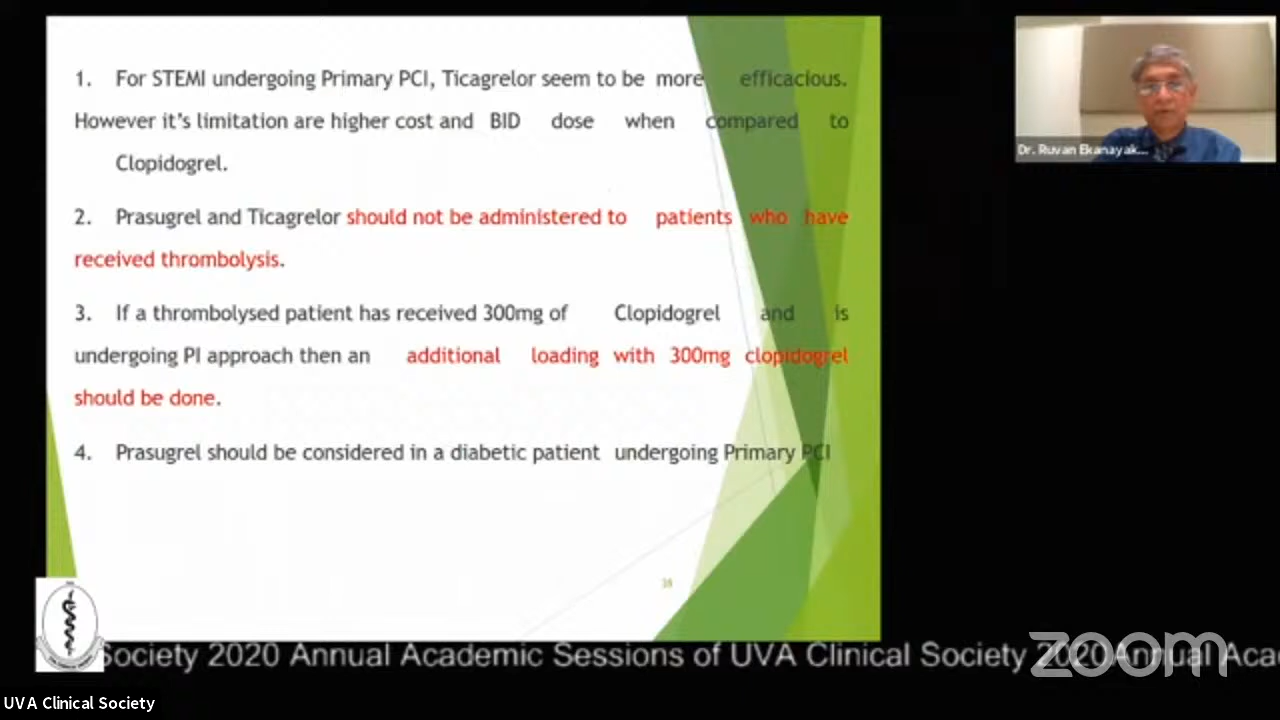 1. For STEMI undergoing Primary PCI, Ticagrelor seem to be more efficacious.
However it's limitation are higher cost and BID dose when compared to
Clopidogrel.
2. Prasugrel and Ticagrelor should not be administered to patients who have
received thrombolysis.
3. If a thrombolysed patient has received 300mg of Clopidogrel and is
undergoing PI approach then an additional loading with 300mg clopidogrel
should be done.
4. Prasugrel should be considered in a diabetic patient undergoing Primary PCI
Dr. Ruvan Ekanayak...
Society 2020 Annual Academic Sessions of UVA Clinical Society 2020 Annual Aca
zoom
UVA Clinical Society